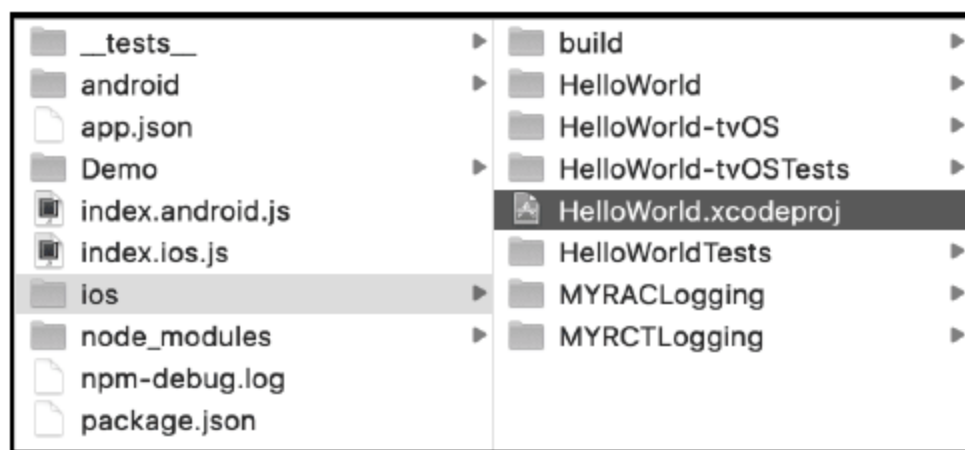 __tests__
android
app.json
Demo
index.android.js
index.ios.js
ios
node_modules
npm-debug.log
package.json
build
HelloWorld
HelloWorld-tvOS
HelloWorld-tvOSTests
HelloWorld.xcodeproj
HelloWorldTests
MYRACLogging
MYRCTLogging